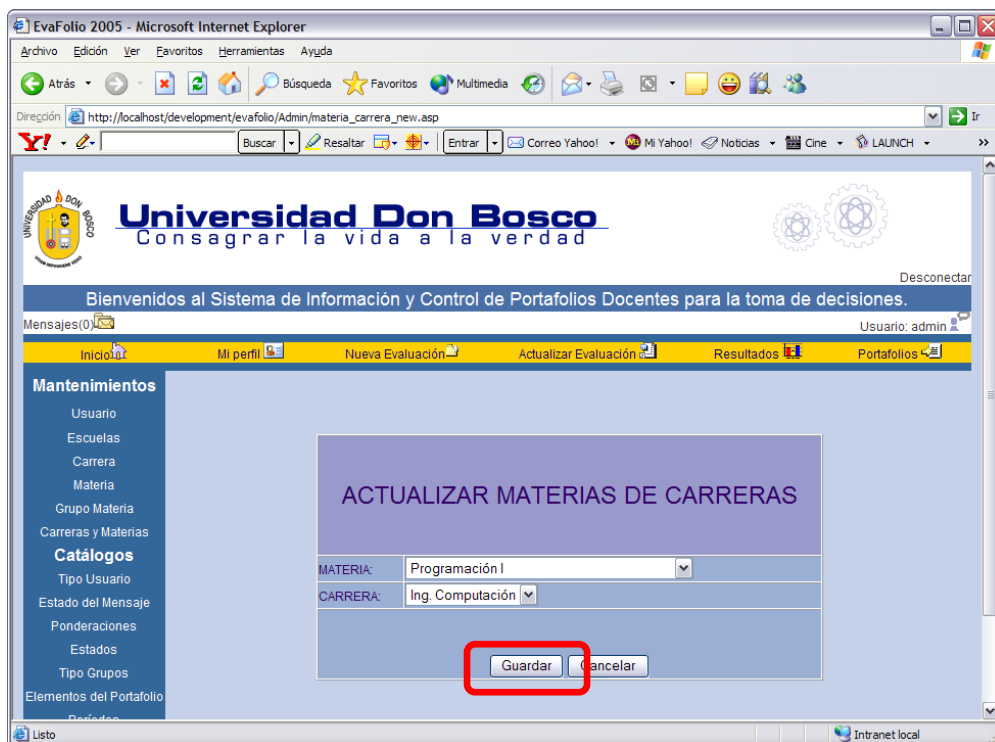 EvaFolio 2005 - Microsoft Internet Explorer
Archivo Edición Ver Favoritos Herramientas Ayuda
Atrás Búsqueda Favoritos Multimedia
Dirección http://localhost/development/evafolio/Admin/materia_carrera_new.asp Ir
Y! Buscar Resaltar Entrar Correo Yahoo! Mi Yahoo! Noticias Cine LAUNCH »
UNIVERSIDAD DON BOSCO
Universidad Don Bosco
Consagrar la vida a la verdad
Desconectar
Bienvenidos al Sistema de Información y Control de Portafolios Docentes para la toma de decisiones.
Mensajes(0) Usuario: admin
Inicio Mi perfil Nueva Evaluación Actualizar Evaluación Resultados Portafolios
Mantenimientos
Usuario
Escuelas
Carrera
Materia
Grupo Materia
Carreras y Materias
Catálogos
Tipo Usuario
Estado del Mensaje
Ponderaciones
Estados
Tipo Grupos
Elementos del Portafolio
Períodos
ACTUALIZAR MATERIAS DE CARRERAS
MATERIA: Programación I
CARRERA: Ing. Computación
Guardar Cancelar
Listo Intranet local